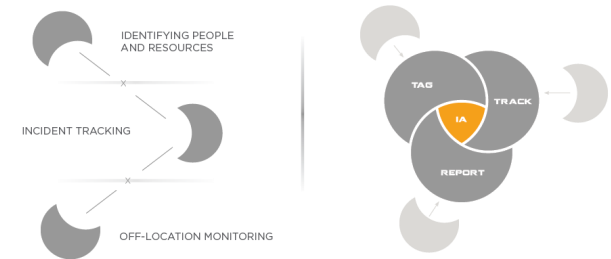 IDENTIFYING PEOPLE
AND RESOURCES
INCIDENT TRACKING
OFF-LOCATION MONITORING
TAG
TRACK
IA
REPORT